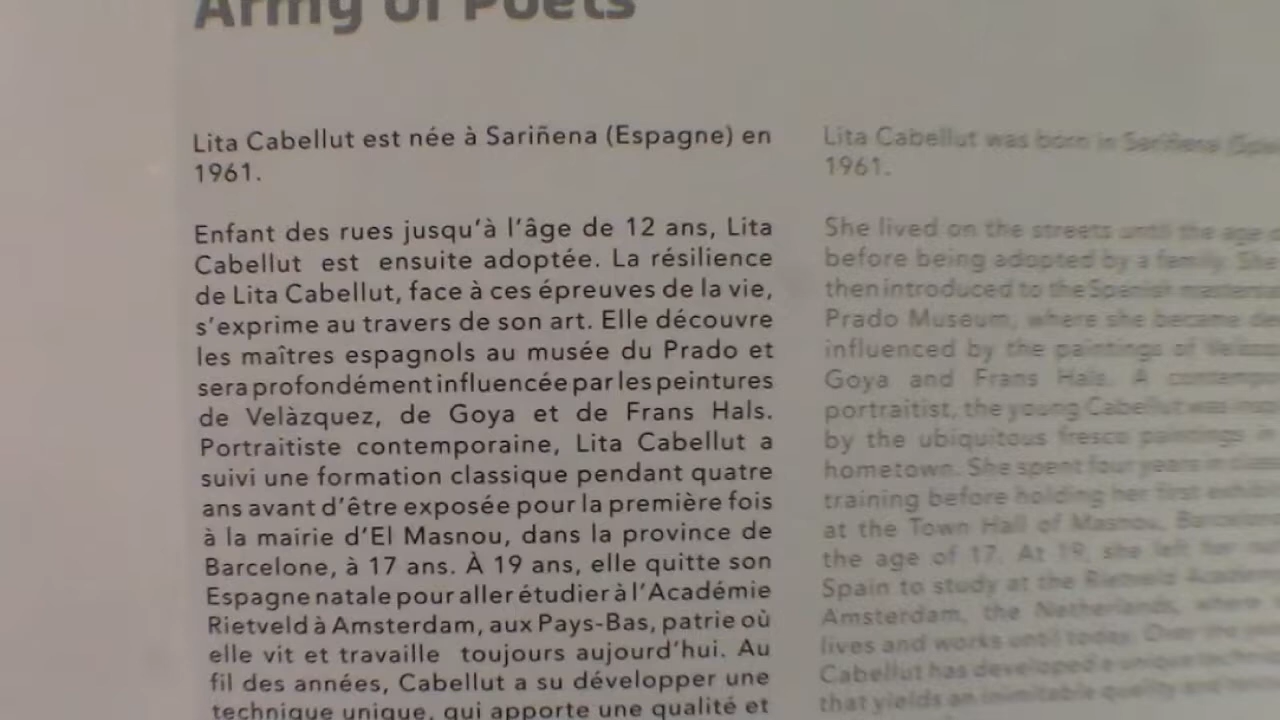 Army of Poets
Lita Cabellut est née à Sariñena (Espagne) en
1961.
Enfant des rues jusqu'à l'âge de 12 ans, Lita
Cabellut est ensuite adoptée. La résilience
de Lita Cabellut, face à ces épreuves de la vie,
s'exprime au travers de son art. Elle découvre
les maîtres espagnols au musée du Prado et
sera profondément influencée par les peintures
de Velàzquez, de Goya et de Frans Hals.
Portraitiste contemporaine, Lita Cabellut a
suivi une formation classique pendant quatre
ans avant d'être exposée pour la première fois
à la mairie d'El Masnou, dans la province de
Barcelone, à 17 ans. À 19 ans, elle quitte son
Espagne natale pour aller étudier à l'Académie
Rietveld à Amsterdam, aux Pays-Bas, patrie où
elle vit et travaille toujours aujourd'hui. Au
fil des années, Cabellut a su développer une
technique unique, qui apporte une qualité et
Lita Cabellut was born in Sariñena
1961.
She lived on the streets until the age
before being adopted by a family. She
then introduced to the Spanish
Prado Museum, where she became
influenced by the paintings of
Goya and Frans Hals. A
portraitist, the young Cabellut was
by the ubiquitous fresco paintings in
hometown. She spent four years in
training before holding her first
at the Town Hall of Masnou,
the age of 17. At 19, she left her
Spain to study at the Rietveld
Amsterdam, the Netherlands, where
lives and works until today. Over the
Cabellut has developed a unique
that yields an inimitable quality and